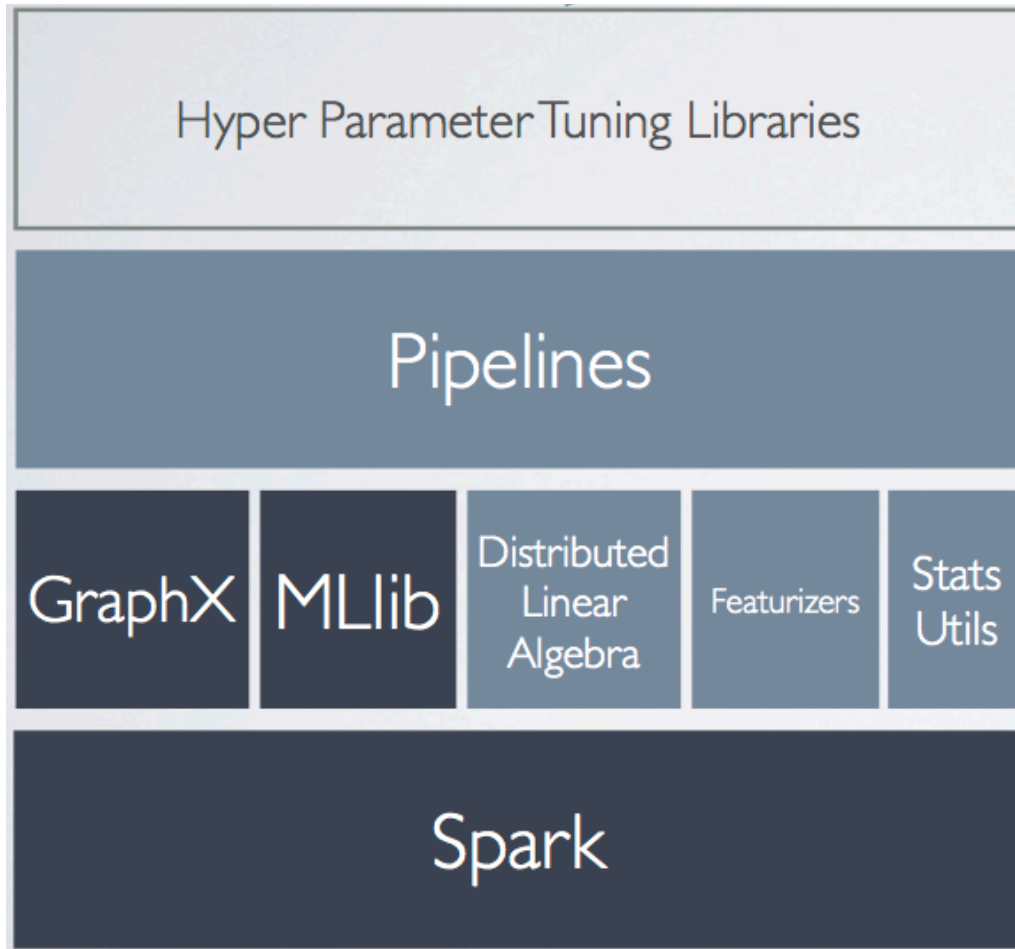 Hyper Parameter Tuning Libraries
Pipelines
GraphX
MLlib
Distributed
Linear
Algebra
Featurizers
Stats
Utils
Spark